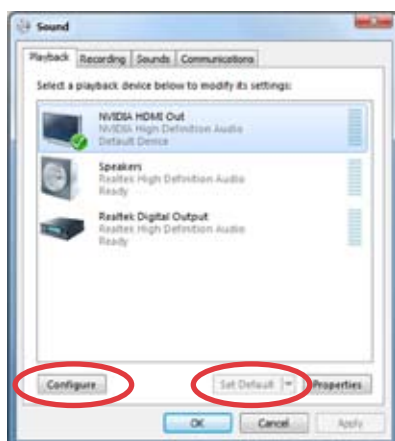 Sound
Playback Recording Sounds Communications
Select a playback device below to modify its settings:
NVIDIA HDMI Out
NVIDIA High Definition Audio
Default Device
Speakers
Realtek High Definition Audio
Ready
Realtek Digital Output
Realtek High Definition Audio
Ready
Configure Set Default Properties
OK Cancel Apply